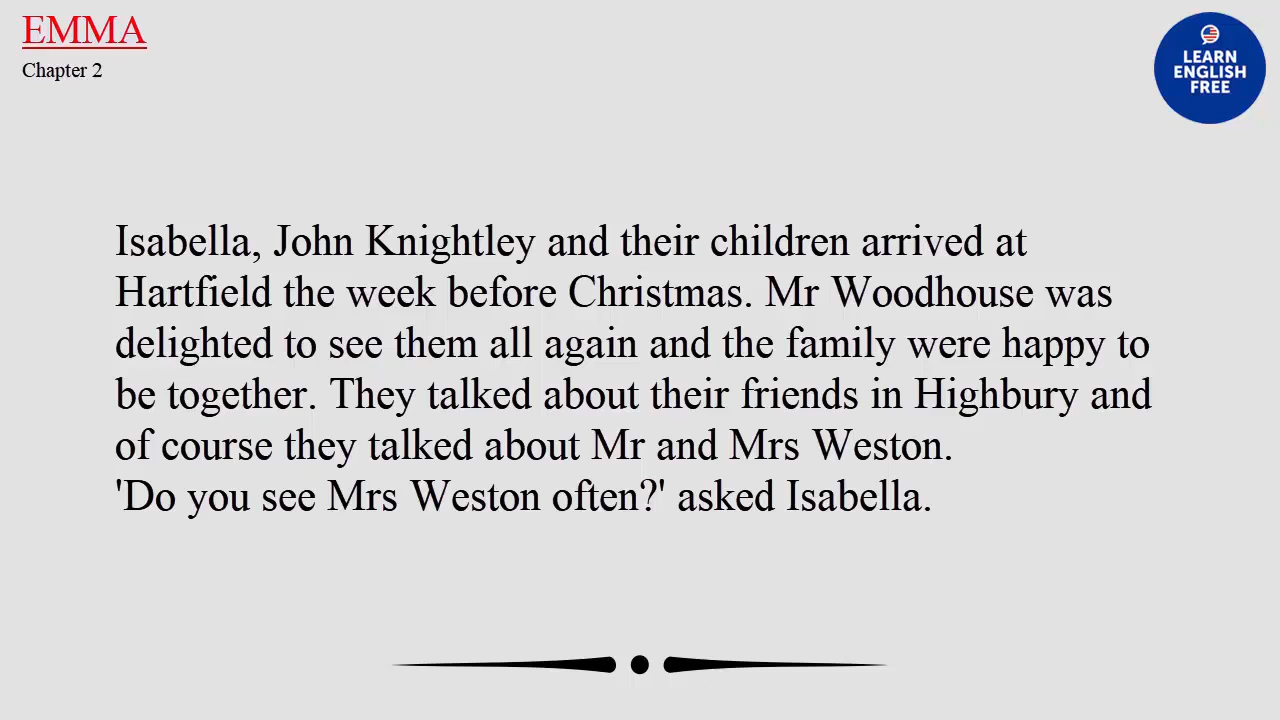 EMMA
Chapter 2
LEARN
ENGLISH
FREE
Isabella, John Knightley and their children arrived at
Hartfield the week before Christmas. Mr Woodhouse was
delighted to see them all again and the family were happy to
be together. They talked about their friends in Highbury and
of course they talked about Mr and Mrs Weston.
'Do you see Mrs Weston often?' asked Isabella.